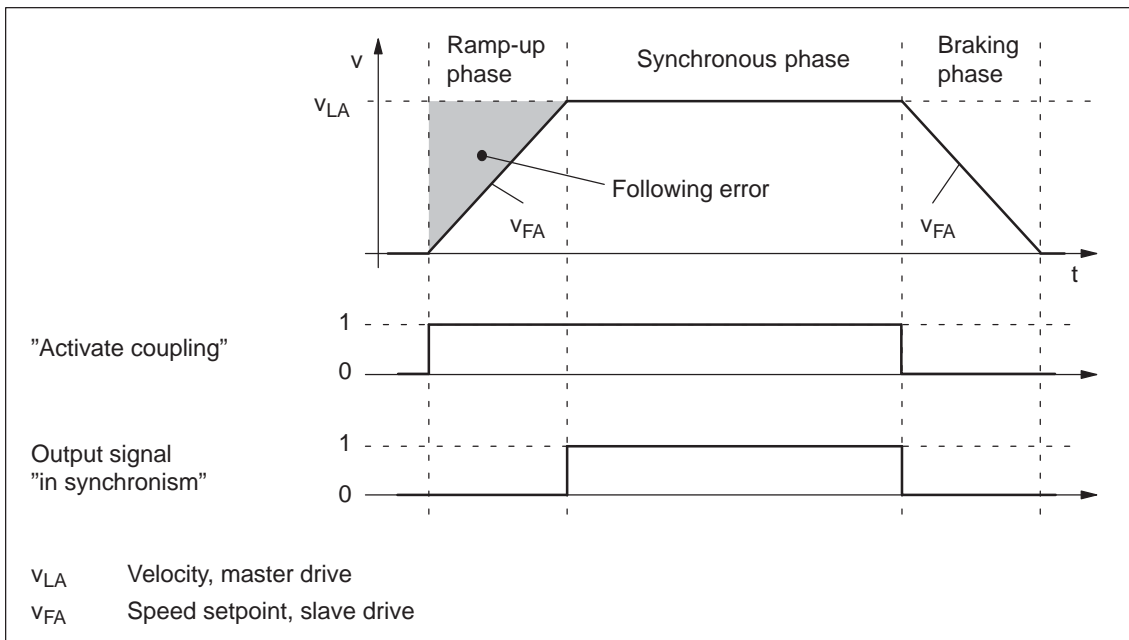 Ramp-up
phase
Synchronous phase
Braking
phase
v
vLA
Following error
vFA
vFA
t
”Activate coupling”
1
0
Output signal
”in synchronism”
1
0
vLA Velocity, master drive
vFA Speed setpoint, slave drive